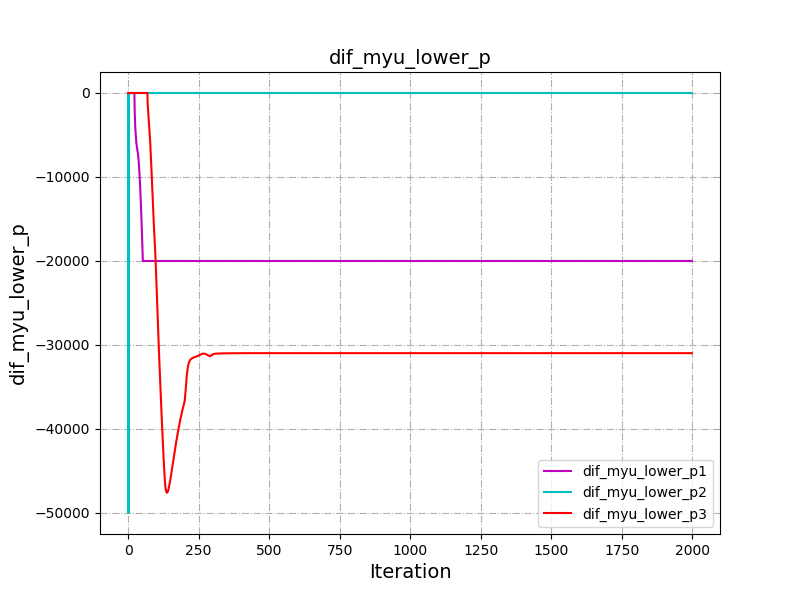 dif_myu_lower_p
dif_myu_lower_p
0
−10000
−20000
−30000
−40000
−50000
0
250
500
750
1000
1250
1500
1750
2000
Iteration
dif_myu_lower_p1
dif_myu_lower_p2
dif_myu_lower_p3